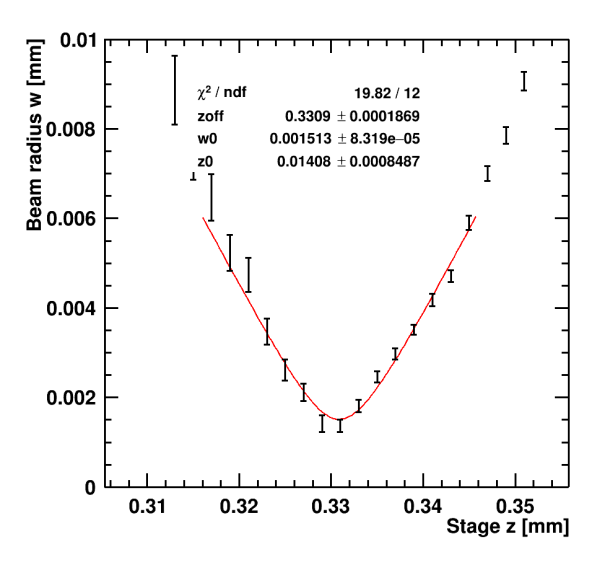 0.01
0.008
0.006
0.004
0.002
0
Beam radius w [mm]
χ² / ndf 19.82 / 12
zoff 0.3309 ± 0.0001869
w0 0.001513 ± 8.319e−05
z0 0.01408 ± 0.0008487
0.31 0.32 0.33 0.34 0.35
Stage z [mm]